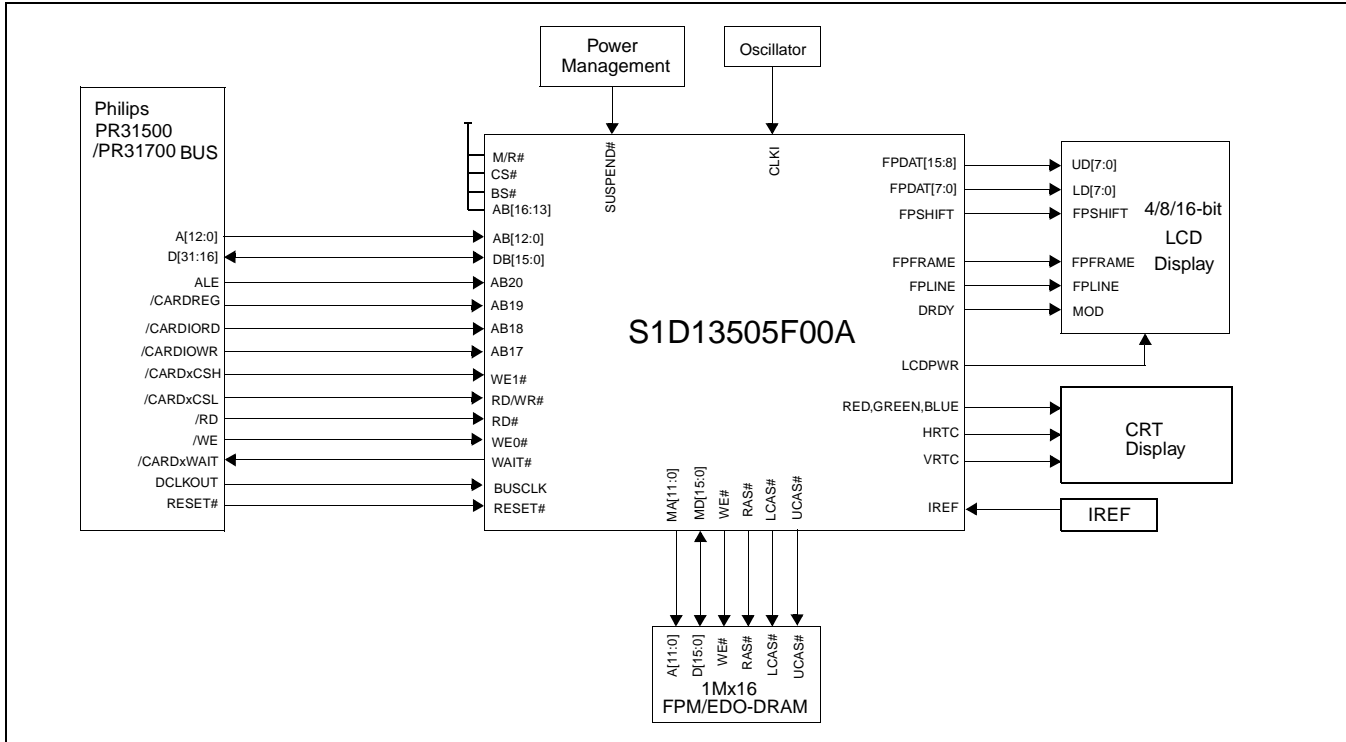 Power
Management
Oscillator
Philips
PR31500
/PR31700 BUS
A[12:0]
D[31:16]
ALE
/CARDREG
/CARDIORD
/CARDIOWR
/CARDxCSH
/CARDxCSL
/RD
/WE
/CARDxWAIT
DCLKOUT
RESET#
M/R#
CS#
BS#
AB[16:13]
AB[12:0]
DB[15:0]
AB20
AB19
AB18
AB17
WE1#
RD/WR#
RD#
WE0#
WAIT#
BUSCLK
RESET#
SUSPEND#
CLKI
S1D13505F00A
FPDAT[15:8]
FPDAT[7:0]
FPSHIFT
FPFRAME
FPLINE
DRDY
LCDPWR
RED,GREEN,BLUE
HRTC
VRTC
IREF
UD[7:0]
LD[7:0]
FPSHIFT
FPFRAME
FPLINE
MOD
4/8/16-bit
LCD
Display
CRT
Display
IREF
MA[11:0]
MD[15:0]
WE#
RAS#
LCAS#
UCAS#
A[11:0]
D[15:0]
WE#
RAS#
LCAS#
UCAS#
1Mx16
FPM/EDO-DRAM